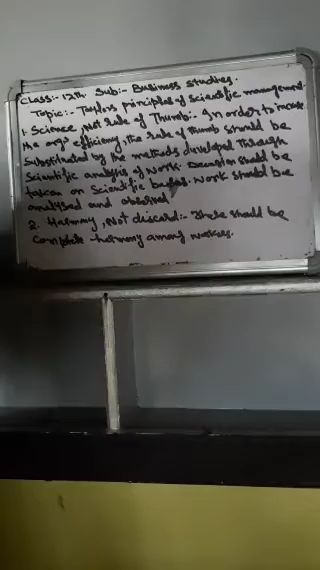 Class:- 12th. Sub:- Business studies.
Topic:- Taylors principles of Scientific management-
1. Science, Not Rule of Thumb:- In order to increase
the org's efficiency, the Rule of thumb should be
Substituted by the methods developed through
Scientific analysis of work. Decision should be
taken on Scientific basis. Work should be
analysed and observed
2. Harmony, Not discord:- There should be
complete harmony among workers.